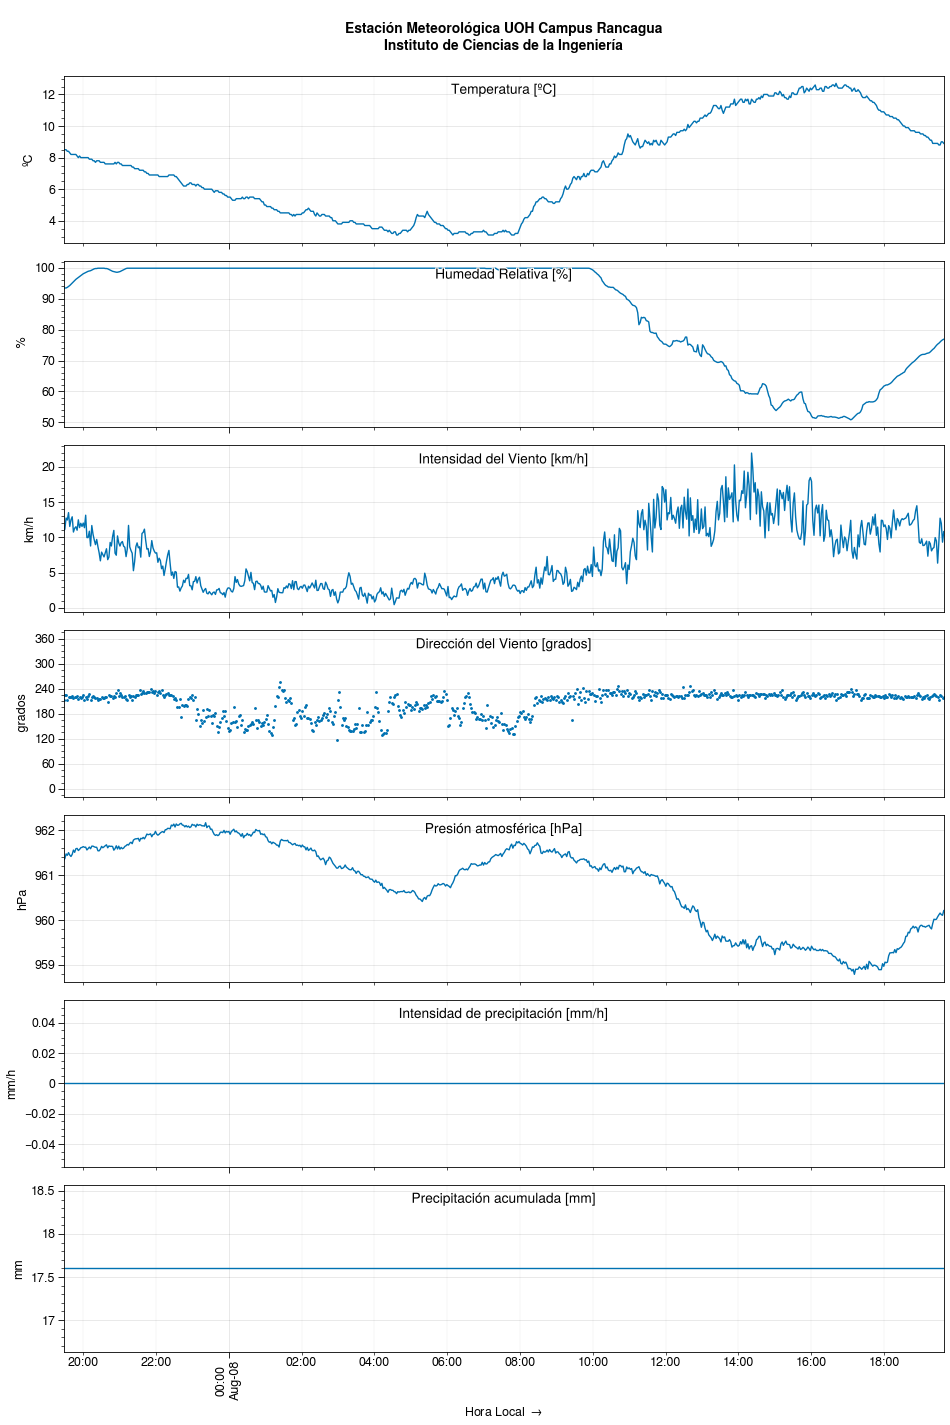 Estación Meteorológica UOH Campus Rancagua
Instituto de Ciencias de la Ingeniería
Temperatura [ºC]
ºC
12
10
8
6
4
Humedad Relativa [%]
%
100
90
80
70
60
50
Intensidad del Viento [km/h]
km/h
20
15
10
5
0
Dirección del Viento [grados]
grados
360
300
240
180
120
60
0
Presión atmosférica [hPa]
hPa
962
961
960
959
Intensidad de precipitación [mm/h]
mm/h
0.04
0.02
0
−0.02
−0.04
Precipitación acumulada [mm]
mm
18.5
18
17.5
17
20:00 22:00 00:00 02:00 04:00 06:00 08:00 10:00 12:00 14:00 16:00 18:00
Aug-08
Hora Local →